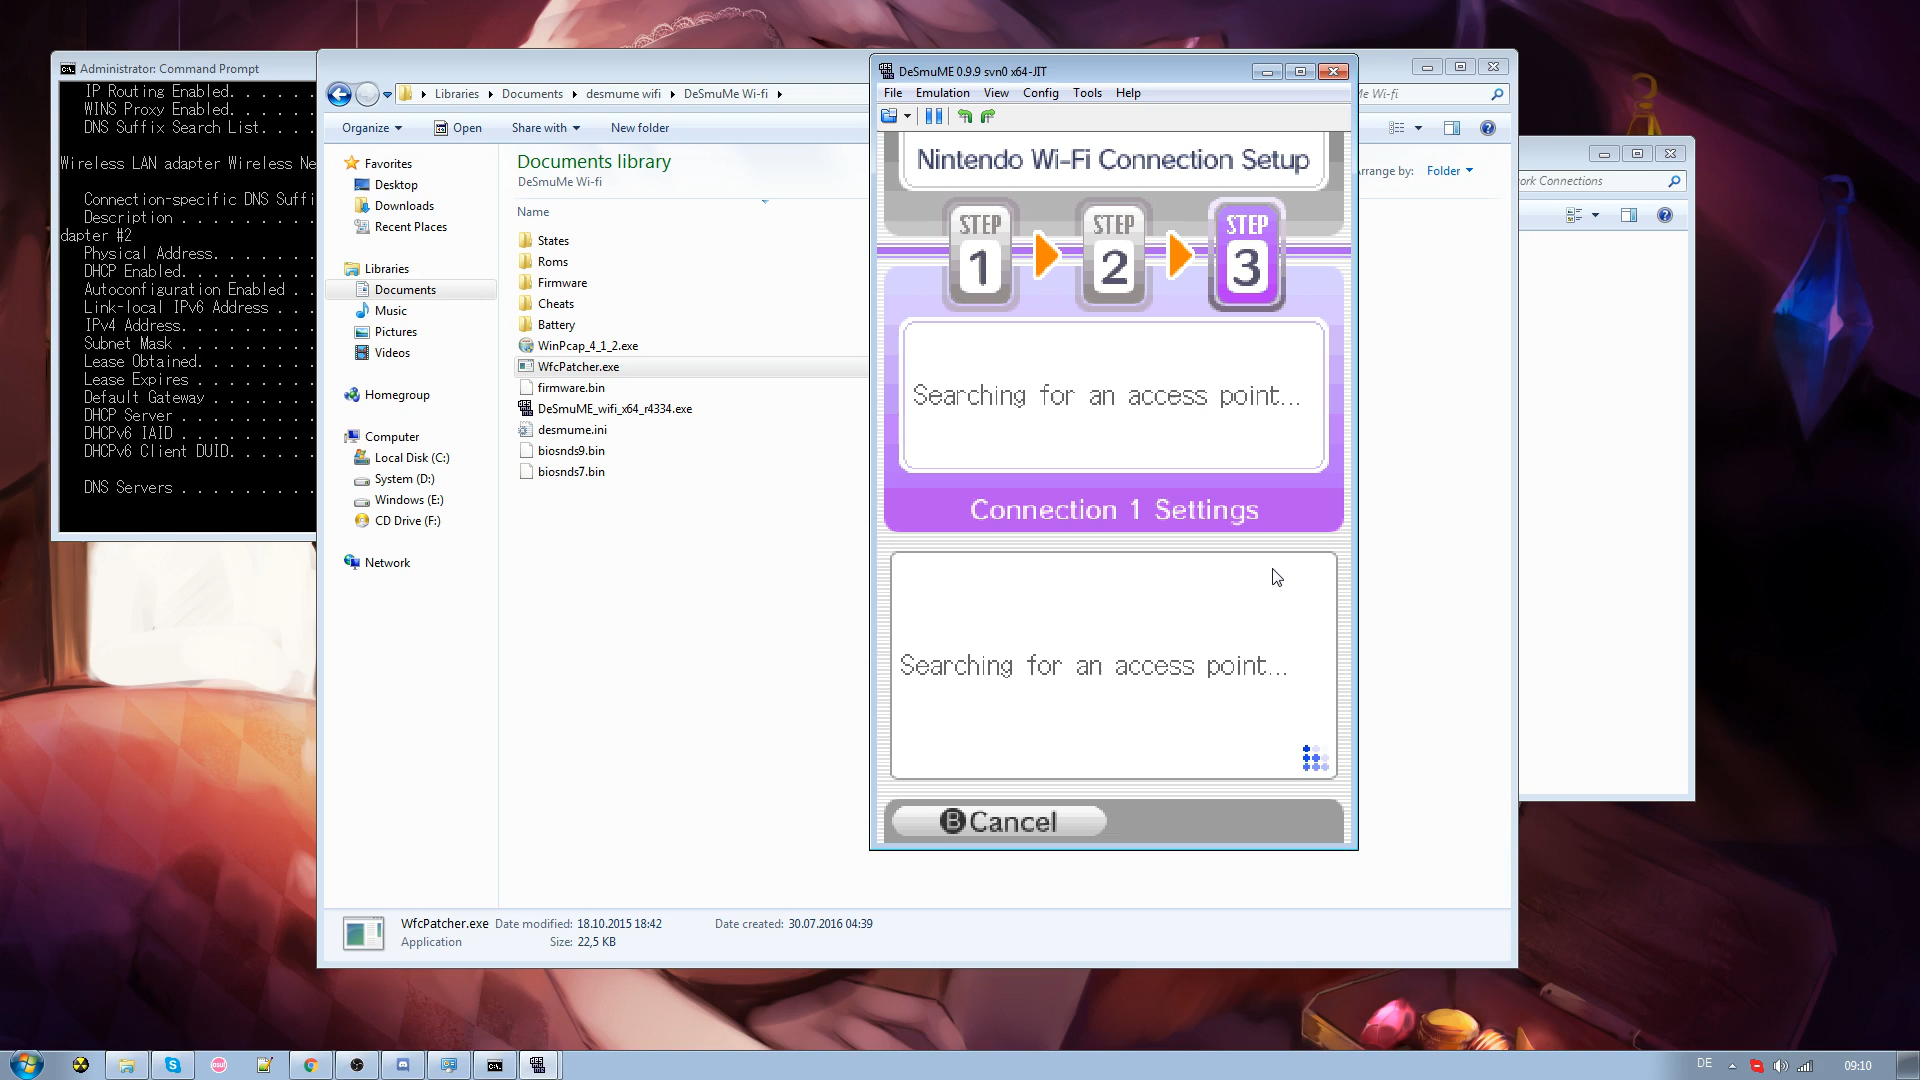 Administrator: Command Prompt
IP Routing Enabled. . . . . . . .
WINS Proxy Enabled. . . . . . . .
DNS Suffix Search List. . . . . .
Wireless LAN adapter Wireless Ne
Connection-specific DNS Suffi
Description . . . . . . . . . . .
dapter #2
Physical Address. . . . . . . . .
DHCP Enabled. . . . . . . . . . .
Autoconfiguration Enabled . . . .
Link-local IPv6 Address . . . . .
IPv4 Address. . . . . . . . . . .
Subnet Mask . . . . . . . . . . .
Lease Obtained. . . . . . . . . .
Lease Expires . . . . . . . . . .
Default Gateway . . . . . . . . .
DHCP Server . . . . . . . . . . .
DHCPv6 IAID . . . . . . . . . . .
DHCPv6 Client DUID. . . . . . . .
DNS Servers . . . . . . . . . . .
Libraries Documents desmume wifi DeSmuMe Wi-fi
Organize Open Share with New folder
Favorites
Desktop
Downloads
Recent Places
Libraries
Documents
Music
Pictures
Videos
Homegroup
Computer
Local Disk (C:)
System (D:)
Windows (E:)
CD Drive (F:)
Network
Documents library
DeSmuMe Wi-fi
Name
States
Roms
Firmware
Cheats
Battery
WinPcap_4_1_2.exe
WfcPatcher.exe
firmware.bin
DeSmuME_wifi_x64_r4334.exe
desmume.ini
biosnds9.bin
biosnds7.bin
WfcPatcher.exe Date modified: 18.10.2015 18:42 Date created: 30.07.2016 04:39
Application Size: 22,5 KB
DeSmuME 0.9.9 svn0 x64-JIT
File Emulation View Config Tools Help
Nintendo Wi-Fi Connection Setup
STEP 1 STEP 2 STEP 3
Searching for an access point...
Connection 1 Settings
Searching for an access point...
B Cancel
Me Wi-fi
rrange by: Folder
ork Connections
osu!
DE
09:10